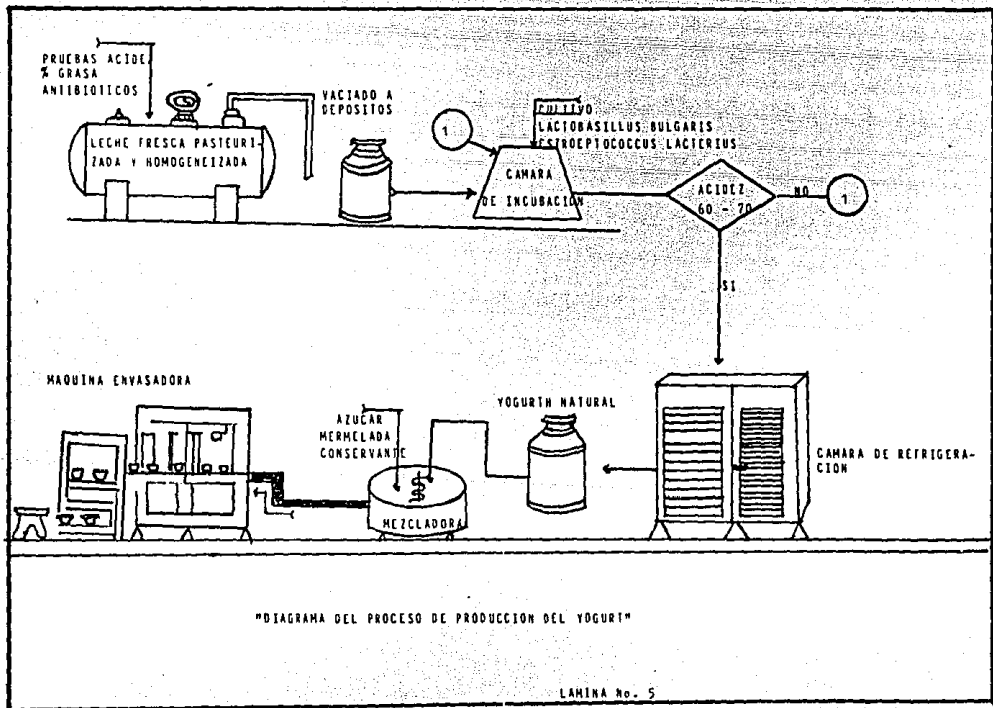 PRUEBAS ACIDE
% GRASA
ANTIBIOTICOS
LECHE FRESCA PASTEURI-
ZADA Y HOMOGENEIZADA
VACIADO A
DEPOSITOS
1
CULTIVO
LACTOBASILLUS BULGARIS
ESTROEPTOCOCCUS LACTERIUS
CAMARA
DE INCUBACION
ACIDEZ
60 - 70
NO
1
SI
MAQUINA ENVASADORA
AZUCAR
MERMELADA
CONSERVANTE
MEZCLADORA
YOGURTH NATURAL
CAMARA DE REFRIGERA-
CION
"DIAGRAMA DEL PROCESO DE PRODUCCION DEL YOGURT"
LAMINA No. 5